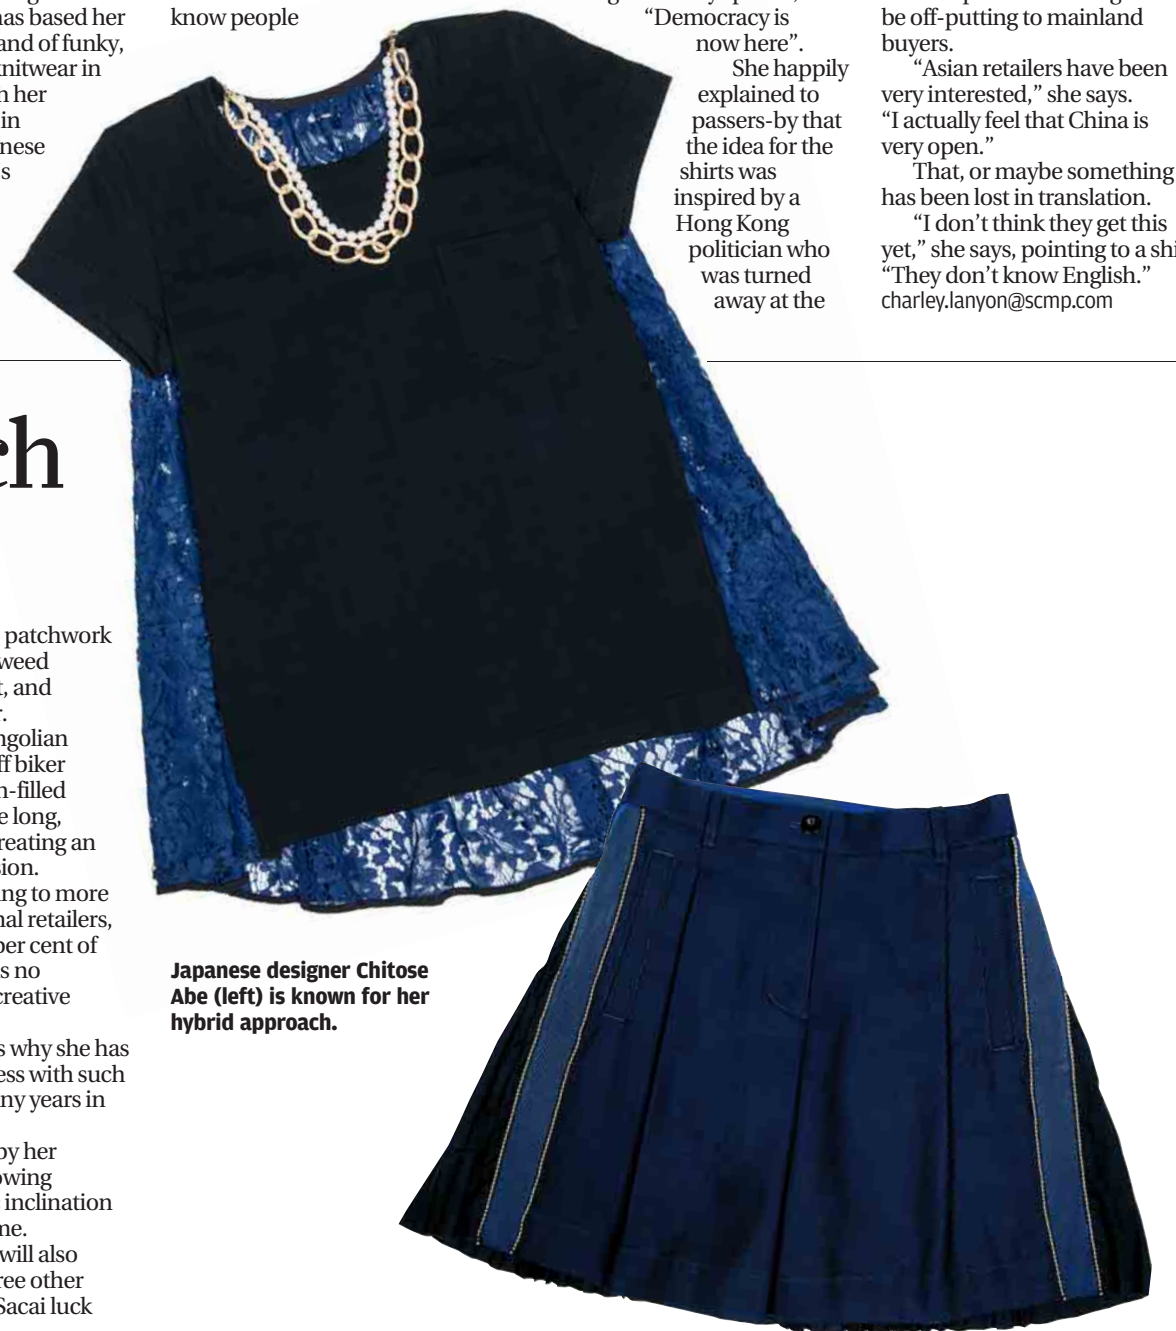 has based her
and of funky,
knitwear in
her
in
s
know people
“Democracy is
now here”.
She happily
explained to
passers-by that
the idea for the
shirts was
inspired by a
Hong Kong
politician who
was turned
away at the
be off-putting to mainland
buyers.
“Asian retailers have been
very interested,” she says.
“I actually feel that China is
very open.”
That, or maybe something
has been lost in translation.
“I don’t think they get this
yet,” she says, pointing to a
“They don’t know English.”
charley.lanyon@scmp.com
ch
patchwork
weed
t, and
r.
ngolian
ff biker
n-filled
e long,
reating an
sion.
ng to more
nal retailers,
per cent of
s no
creative
s why she has
ess with such
ny years in
by her
owing
inclination
me.
will also
ree other
Sacai luck
Japanese designer Chitose
Abe (left) is known for her
hybrid approach.